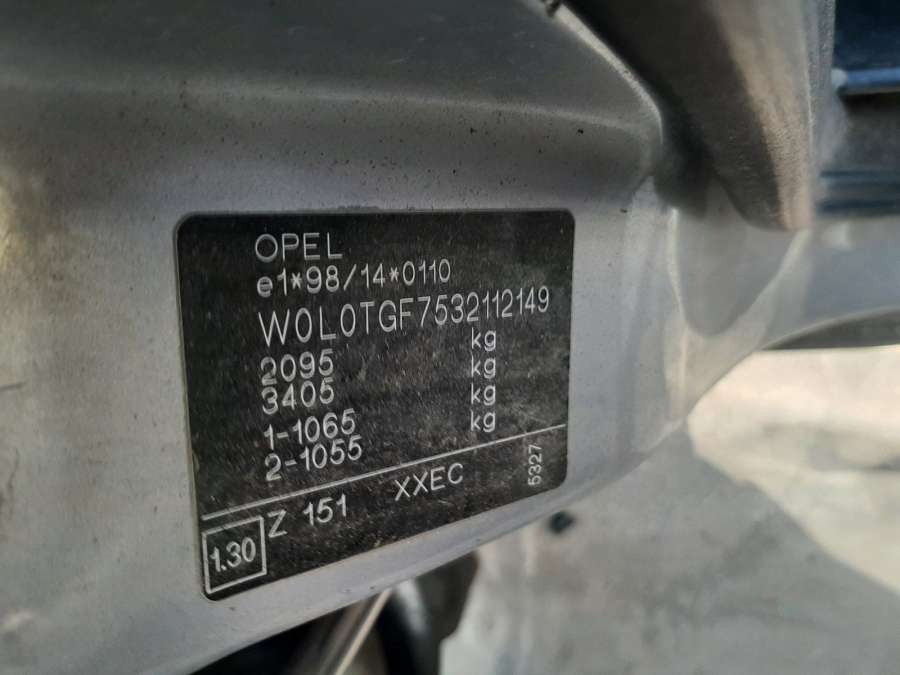 OPEL
e1*98/14*0110
W0L0TGF7532112149
2095 kg
3405 kg
1-1065 kg
2-1055 kg
Z 151 XXEC 5327
1.30